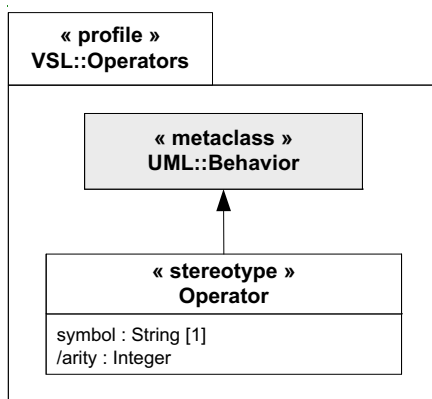 « profile »
VSL::Operators
« metaclass »
UML::Behavior
« stereotype »
Operator
symbol : String [1]
/arity : Integer